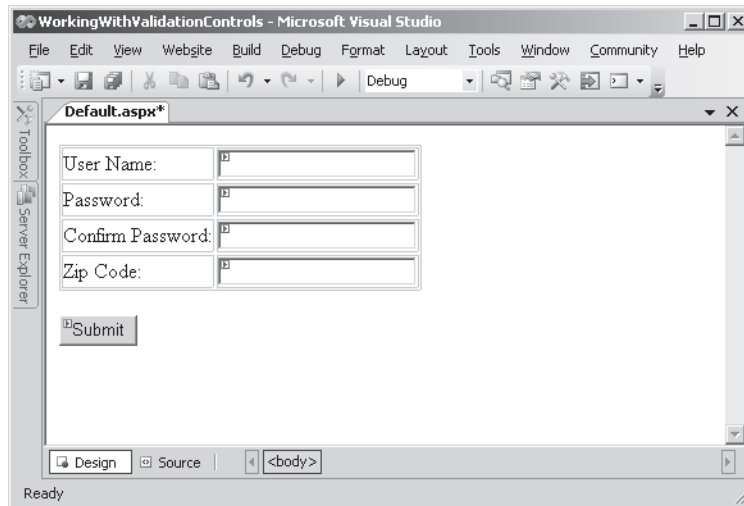 WorkingWithValidationControls - Microsoft Visual Studio
File Edit View Website Build Debug Format Layout Tools Window Community Help
Debug
Toolbox
Server Explorer
Default.aspx*
User Name:
Password:
Confirm Password:
Zip Code:
Submit
Design Source <body>
Ready